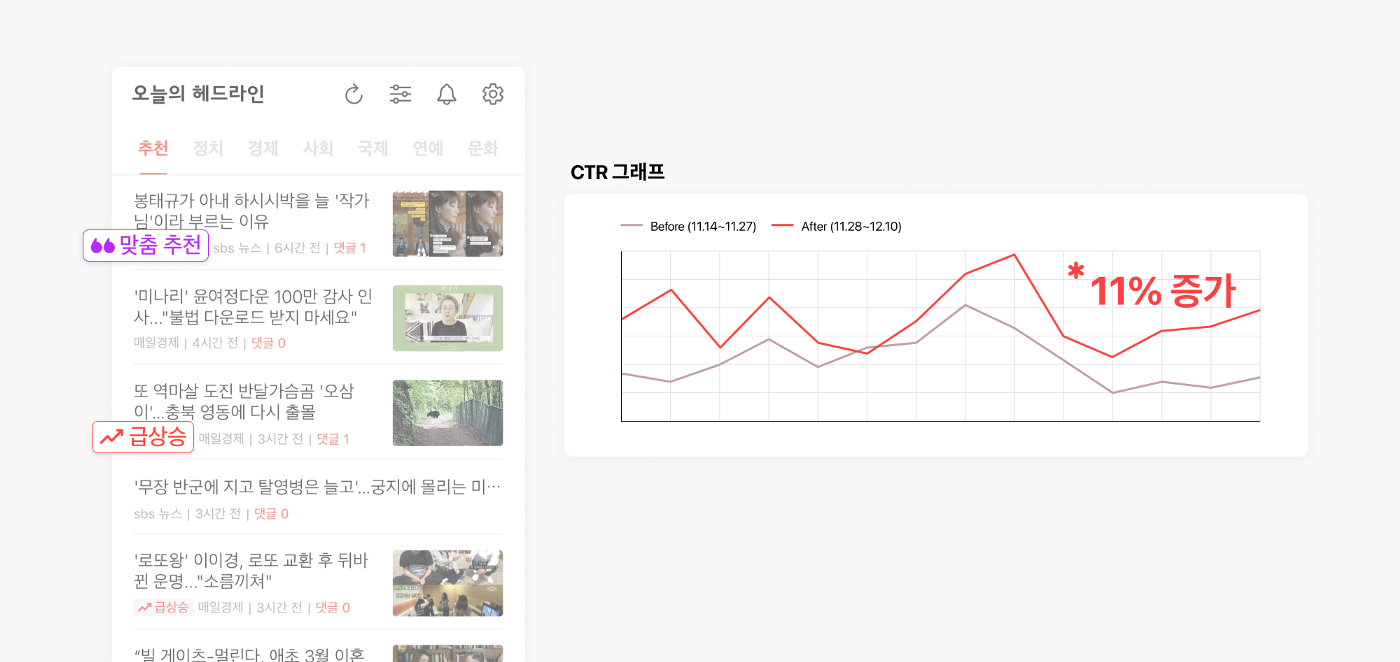 오늘의 헤드라인
추천 정치 경제 사회 국제 연예 문화
봉태규가 아내 하시시박을 늘 '작가
님'이라 부르는 이유
맞춤 추천 sbs 뉴스 | 6시간 전 | 댓글 1
'미나리' 윤여정다운 100만 감사 인
사..."불법 다운로드 받지 마세요"
매일경제 | 4시간 전 | 댓글 0
또 역마살 도진 반달가슴곰 '오삼
이'...충북 영동에 다시 출몰
급상승 매일경제 | 3시간 전 | 댓글 1
'무장 반군에 지고 탈영병은 늘고'...궁지에 몰리는 미…
sbs 뉴스 | 3시간 전 | 댓글 0
'로또왕' 이이경, 로또 교환 후 뒤바
뀐 운명..."소름끼쳐"
급상승 매일경제 | 3시간 전 | 댓글 0
“빌 게이츠-멀린다, 애초 3월 이혼
CTR 그래프
Before (11.14~11.27) After (11.28~12.10)
*11% 증가